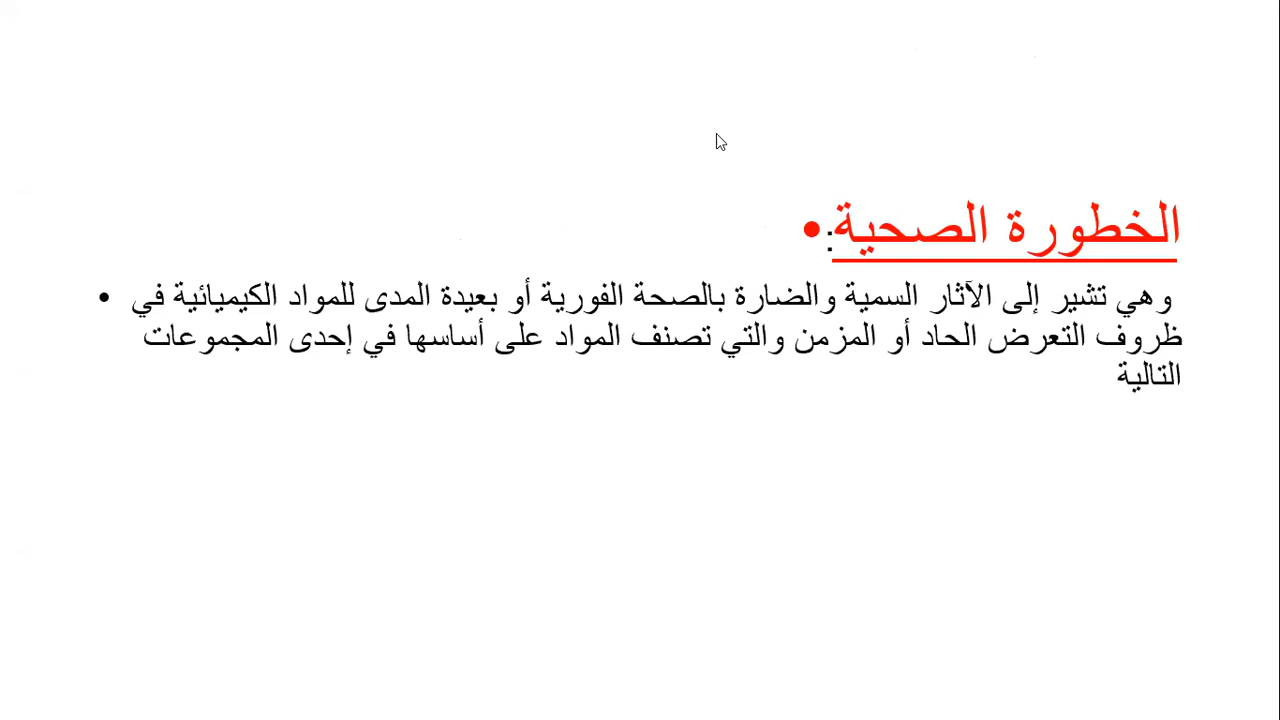 الخطورة الصحية:•
وهي تشير إلى الآثار السمية والضارة بالصحة الفورية أو بعيدة المدى للمواد الكيميائية في •
ظروف التعرض الحاد أو المزمن والتي تصنف المواد على أساسها في إحدى المجموعات
التالية